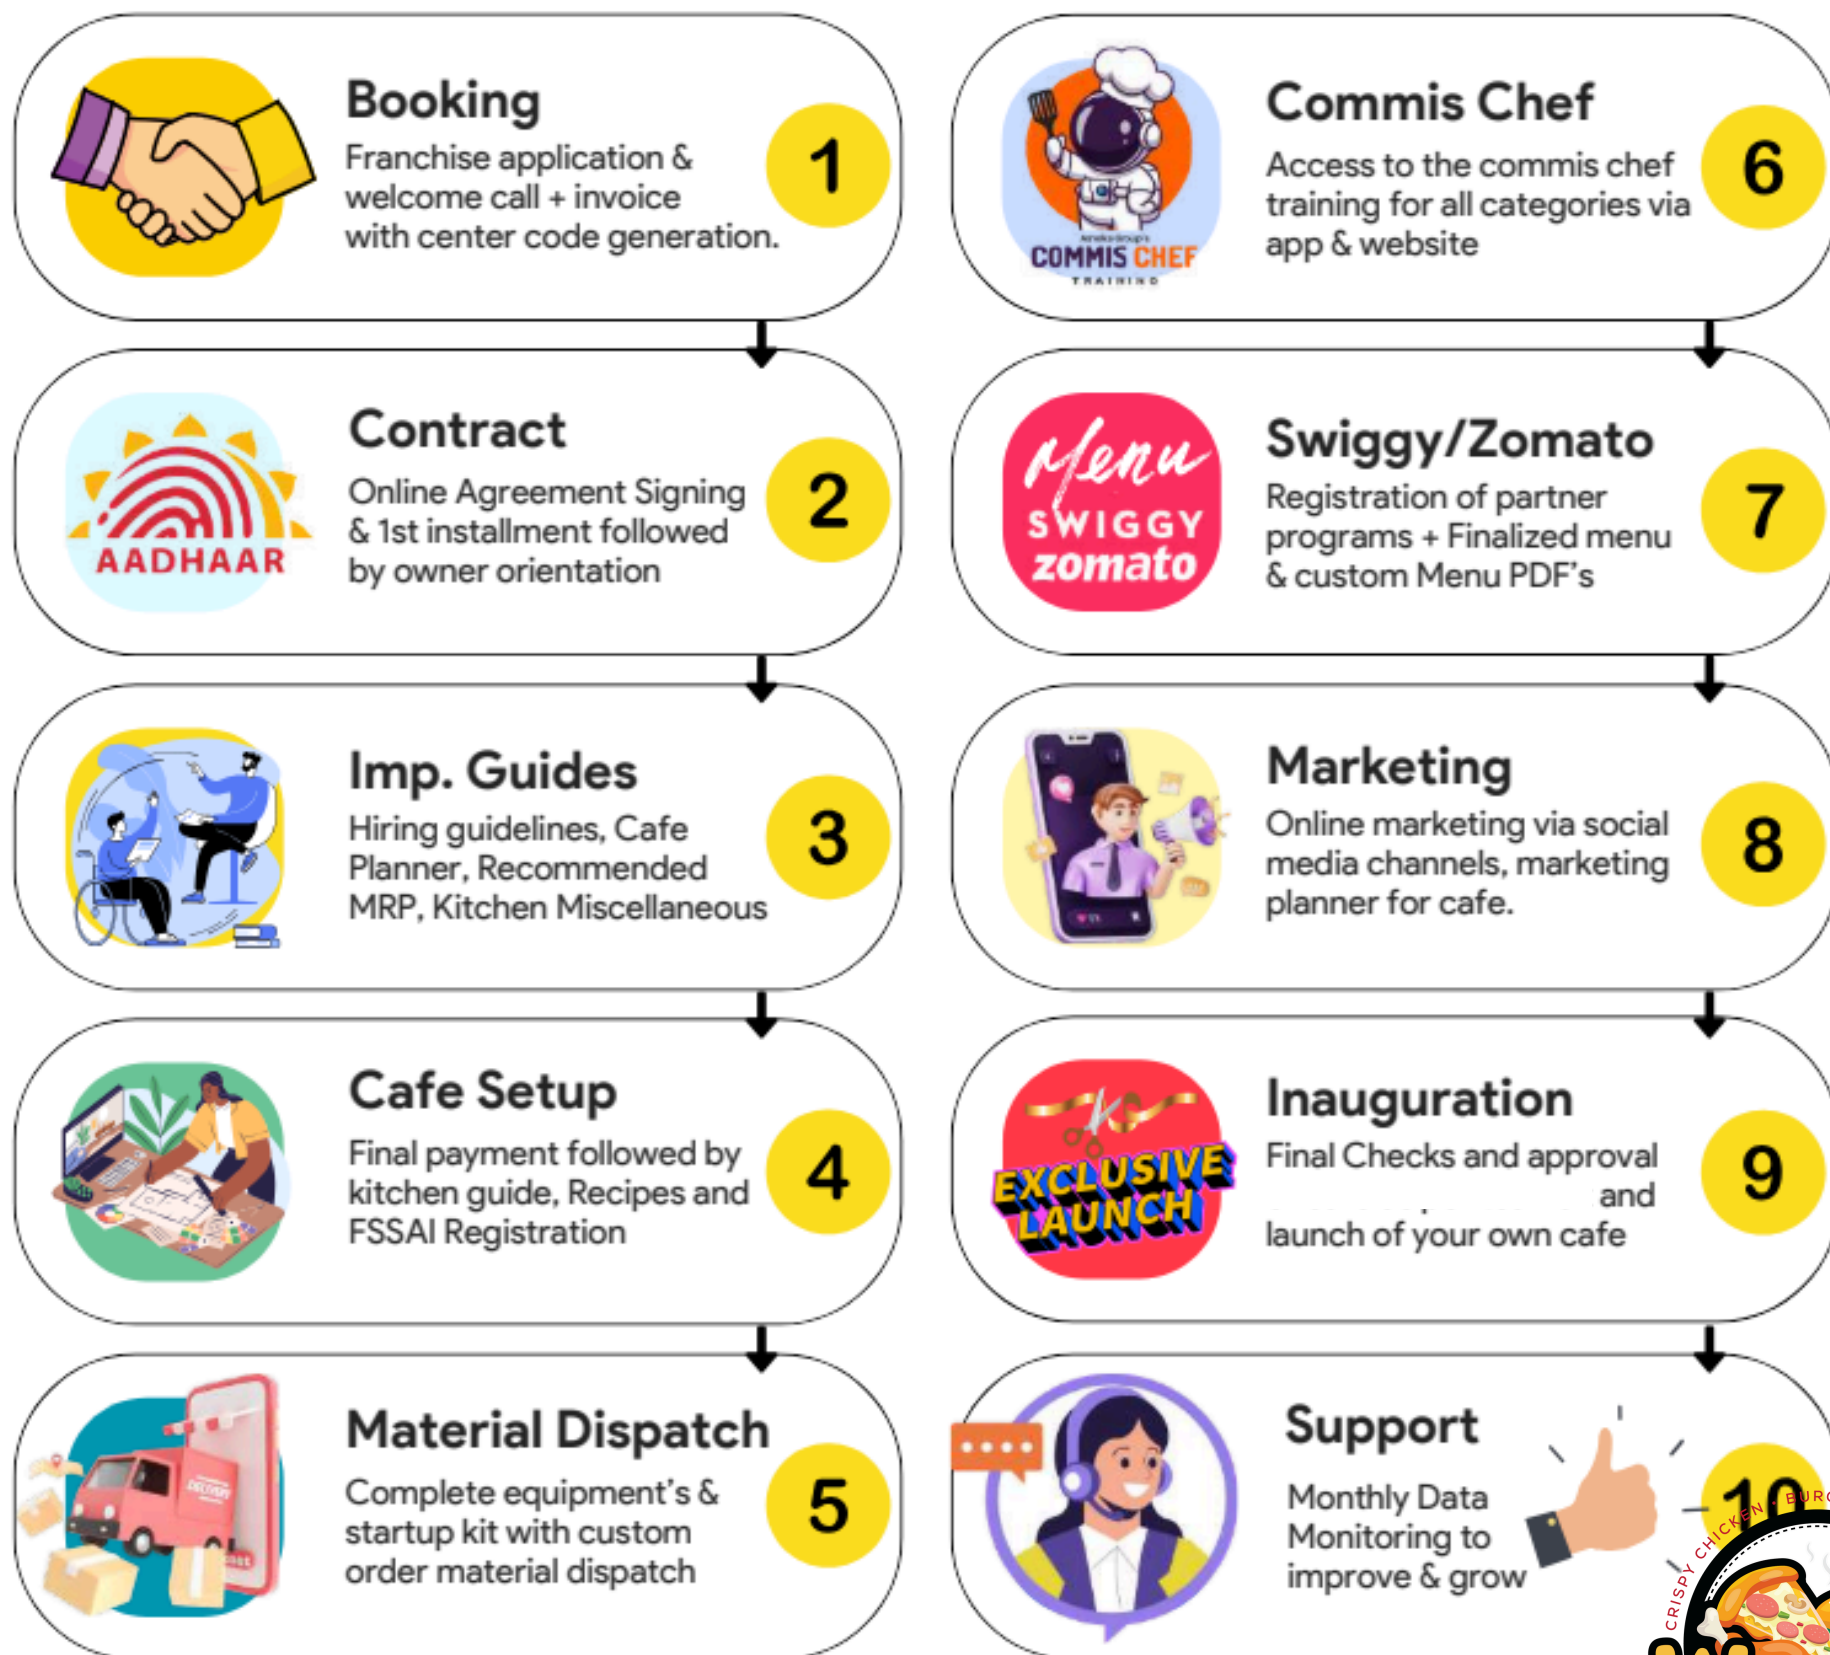 Booking
Franchise application &
welcome call + invoice
with center code generation.
1
AADHAAR
Contract
Online Agreement Signing
& 1st installment followed
by owner orientation
2
Imp. Guides
Hiring guidelines, Cafe
Planner, Recommended
MRP, Kitchen Miscellaneous
3
Cafe Setup
Final payment followed by
kitchen guide, Recipes and
FSSAI Registration
4
DELIVERY
Material Dispatch
Complete equipment's &
startup kit with custom
order material dispatch
5
COMMIS CHEF
TRAINING
Commis Chef
Access to the commis chef
training for all categories via
app & website
6
Menu
SWIGGY
zomato
Swiggy/Zomato
Registration of partner
programs + Finalized menu
& custom Menu PDF's
7
Marketing
Online marketing via social
media channels, marketing
planner for cafe.
8
EXCLUSIVE
LAUNCH
Inauguration
Final Checks and approval
and
launch of your own cafe
9
Support
Monthly Data
Monitoring to
improve & grow
10
CRISPY CHICKEN • BURG